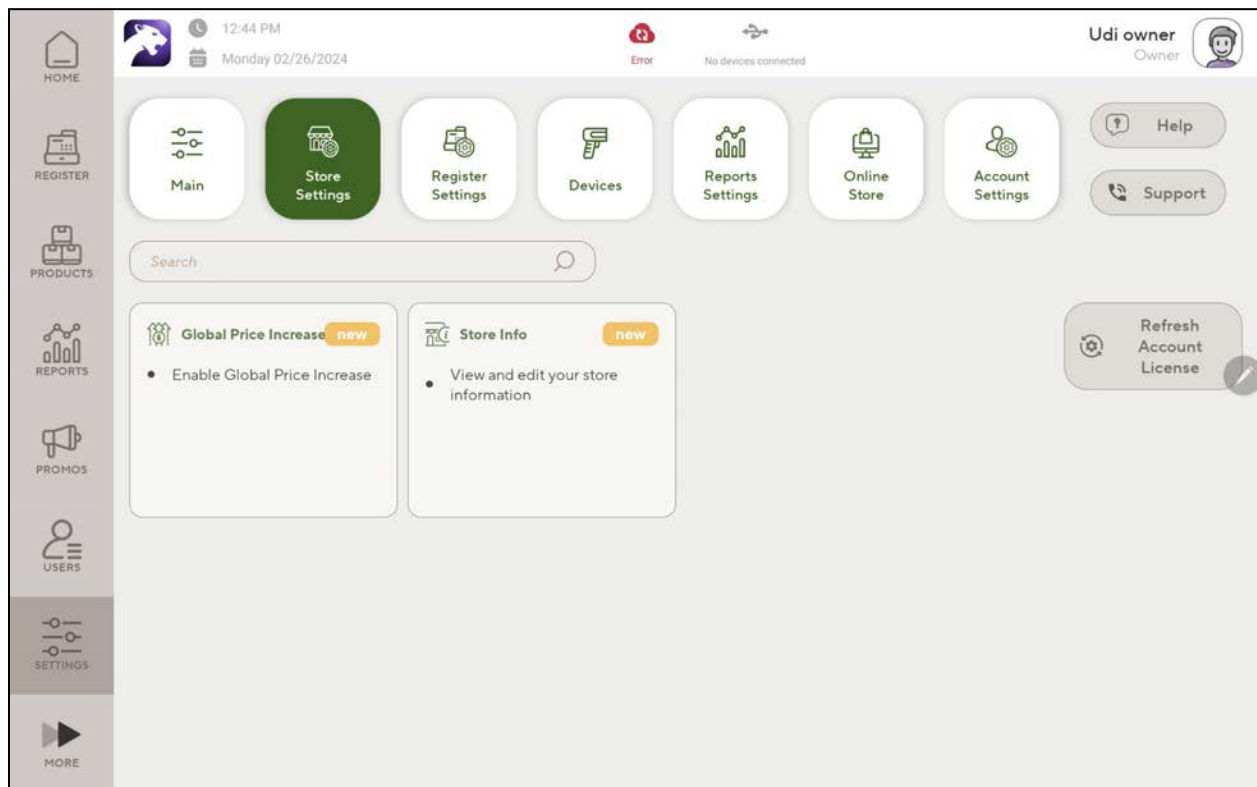 12:44 PM
Monday 02/26/2024
Error
No devices connected
Udi owner
Owner
HOME
REGISTER
PRODUCTS
REPORTS
PROMOS
USERS
SETTINGS
MORE
Main
Store
Settings
Register
Settings
Devices
Reports
Settings
Online
Store
Account
Settings
Help
Support
Search
Global Price Increase new
• Enable Global Price Increase
Store Info new
• View and edit your store
information
Refresh
Account
License